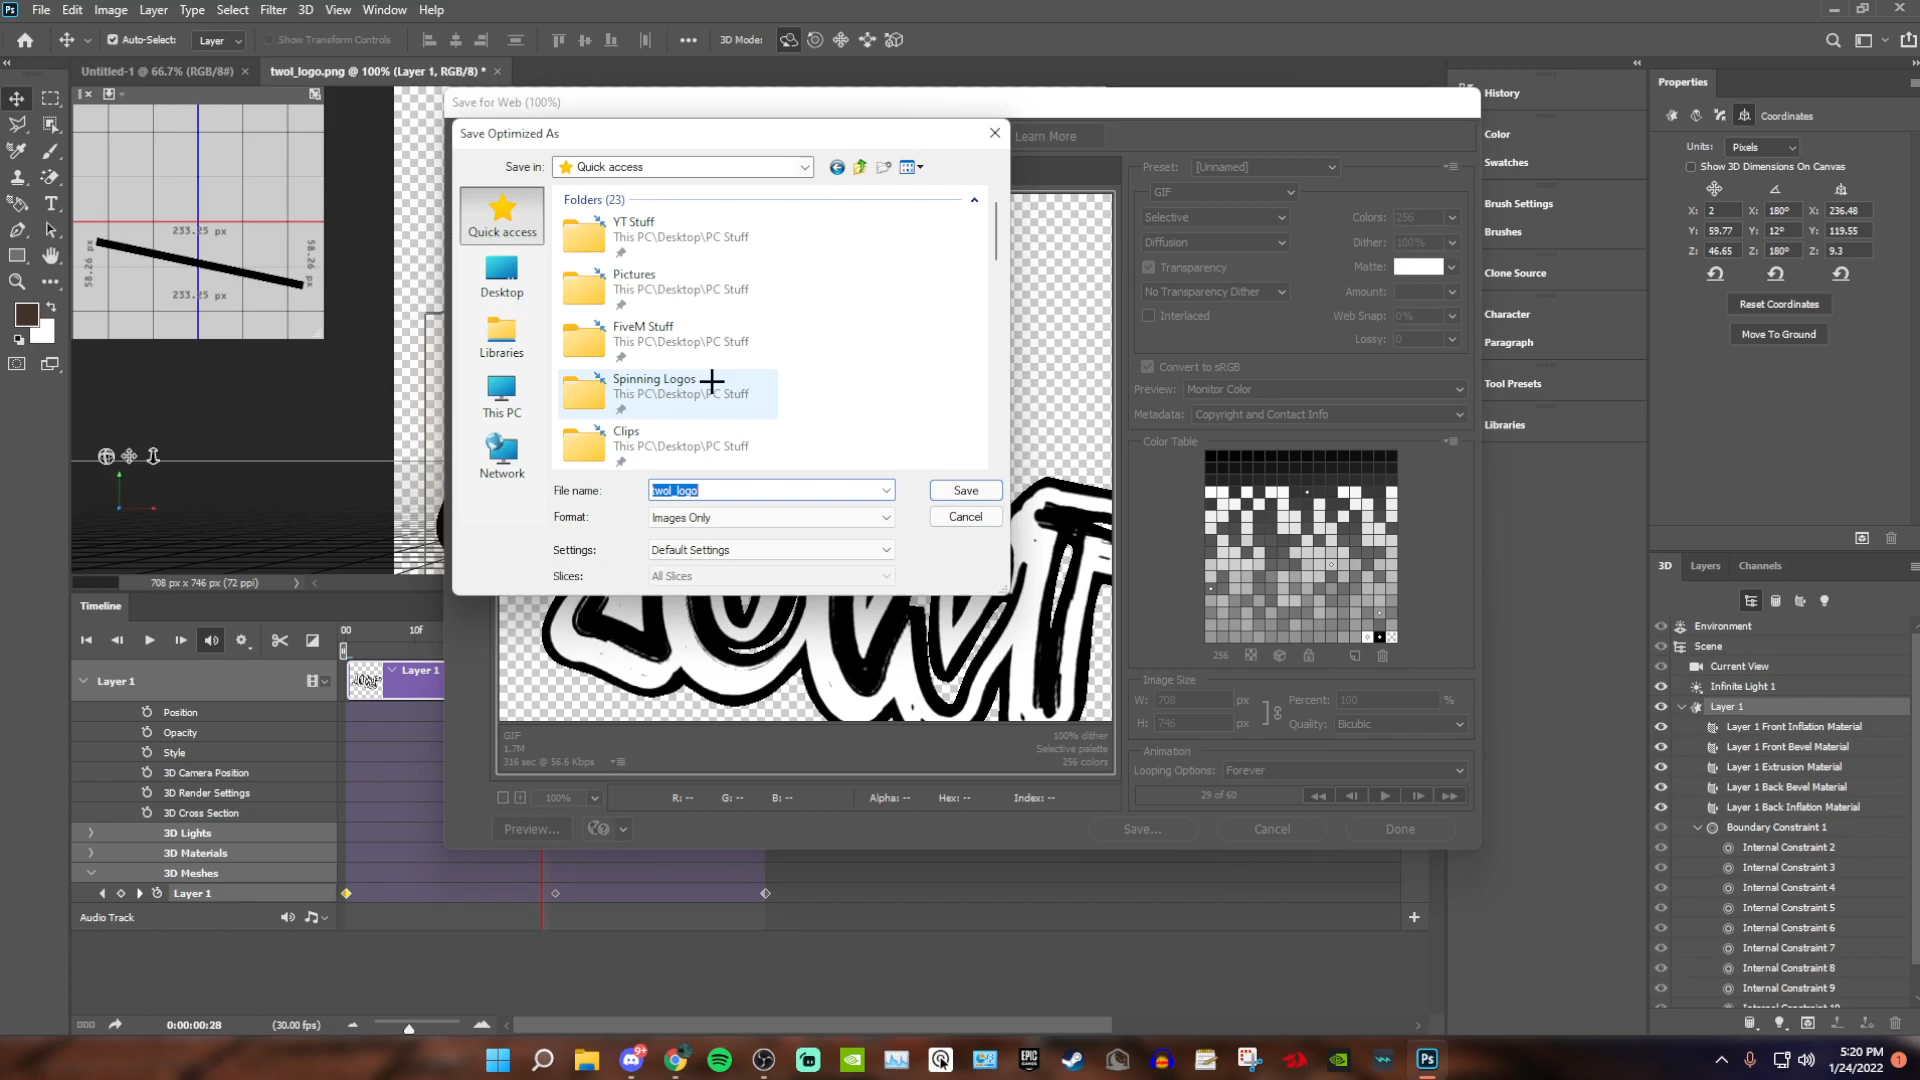 Ps File Edit Image Layer Type Select Filter 3D View Window Help
Auto-Select: Layer Show Transform Controls 3D Mode:
Untitled-1 @ 66.7% (RGB/8#) × twol_logo.png @ 100% (Layer 1, RGB/8) * ×
233.25 px
58.26 px
58.26 px
233.25 px
708 px x 746 px (72 ppi)
Save for Web (100%)
Learn More
Save Optimized As
Save in: Quick access
Quick access
Desktop
Libraries
This PC
Network
Folders (23)
YT Stuff
This PC\Desktop\PC Stuff
Pictures
This PC\Desktop\PC Stuff
FiveM Stuff
This PC\Desktop\PC Stuff
Spinning Logos
This PC\Desktop\PC Stuff
Clips
This PC\Desktop\PC Stuff
File name: twol_logo Save
Format: Images Only Cancel
Settings: Default Settings
Slices: All Slices
GIF 100% dither
1.7M Selective palette
316 sec @ 56.6 Kbps 256 colors
100% R: -- G: -- B: -- Alpha: -- Hex: -- Index: --
Preview... Save... Cancel Done
Preset: [Unnamed]
GIF
Selective Colors: 256
Diffusion Dither: 100%
Transparency Matte:
No Transparency Dither Amount:
Interlaced Web Snap: 0%
Lossy: 0
Convert to sRGB
Preview: Monitor Color
Metadata: Copyright and Contact Info
Color Table
256
Image Size
W: 708 px Percent: 100 %
H: 746 px Quality: Bicubic
Animation
Looping Options: Forever
29 of 60
History
Color
Swatches
Brush Settings
Brushes
Clone Source
Actions
Character
Paragraph
Tool Presets
Libraries
Properties
Coordinates
Units: Pixels
Show 3D Dimensions On Canvas
X: 2 X: 180° X: 236.48
Y: 59.77 Y: 12° Y: 119.55
Z: 46.65 Z: 180° Z: 9.3
Reset Coordinates
Move To Ground
3D Layers Channels
Environment
Scene
Current View
Infinite Light 1
Layer 1
Layer 1 Front Inflation Material
Layer 1 Front Bevel Material
Layer 1 Extrusion Material
Layer 1 Back Bevel Material
Layer 1 Back Inflation Material
Boundary Constraint 1
Internal Constraint 2
Internal Constraint 3
Internal Constraint 4
Internal Constraint 5
Internal Constraint 6
Internal Constraint 7
Internal Constraint 8
Internal Constraint 9
Timeline
00 10f
Layer 1 Layer 1
Position
Opacity
Style
3D Camera Position
3D Render Settings
3D Cross Section
3D Lights
3D Materials
3D Meshes
Layer 1
Audio Track
0:00:00:28 (30.00 fps)
9+
EPIC GAMES
Ps
5:20 PM
1/24/2022
1